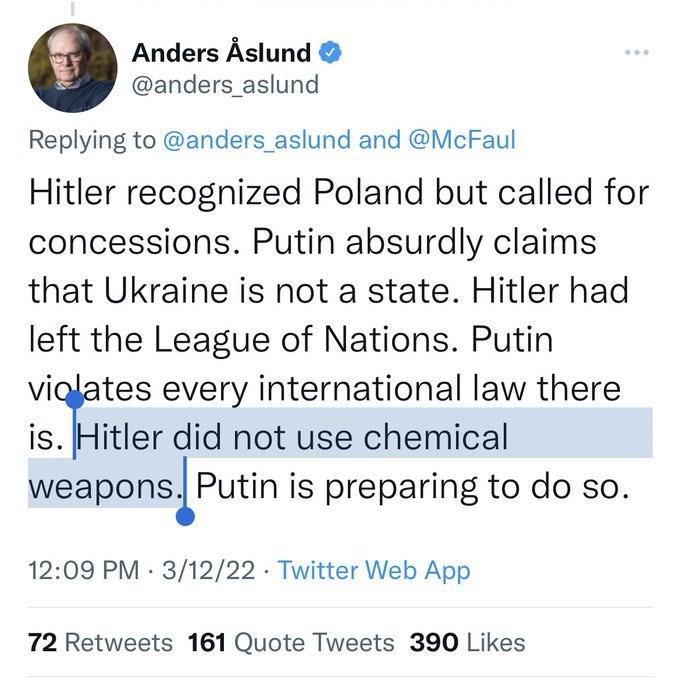 Anders Åslund
@anders_aslund
Replying to @anders_aslund and @McFaul
Hitler recognized Poland but called for
concessions. Putin absurdly claims
that Ukraine is not a state. Hitler had
left the League of Nations. Putin
violates every international law there
is. Hitler did not use chemical
weapons. Putin is preparing to do so.
12:09 PM · 3/12/22 · Twitter Web App
72 Retweets 161 Quote Tweets 390 Likes